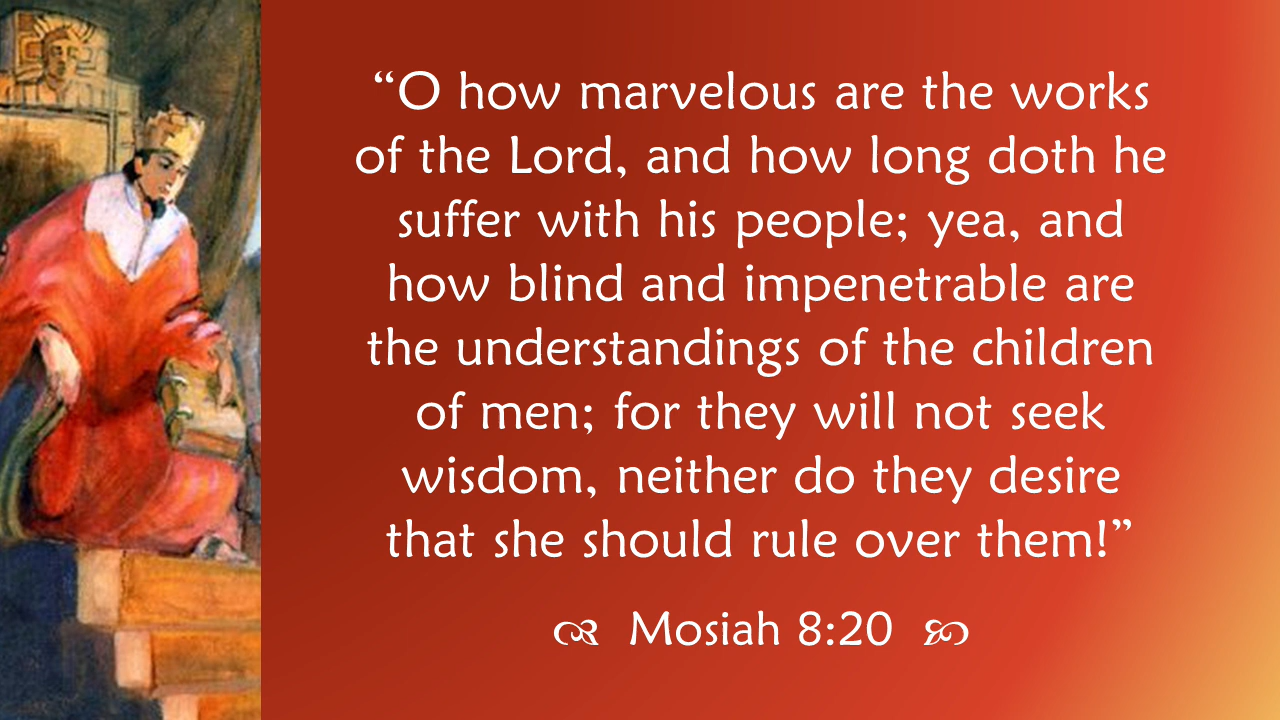 “O how marvelous are the works
of the Lord, and how long doth he
suffer with his people; yea, and
how blind and impenetrable are
the understandings of the children
of men; for they will not seek
wisdom, neither do they desire
that she should rule over them!”
Mosiah 8:20